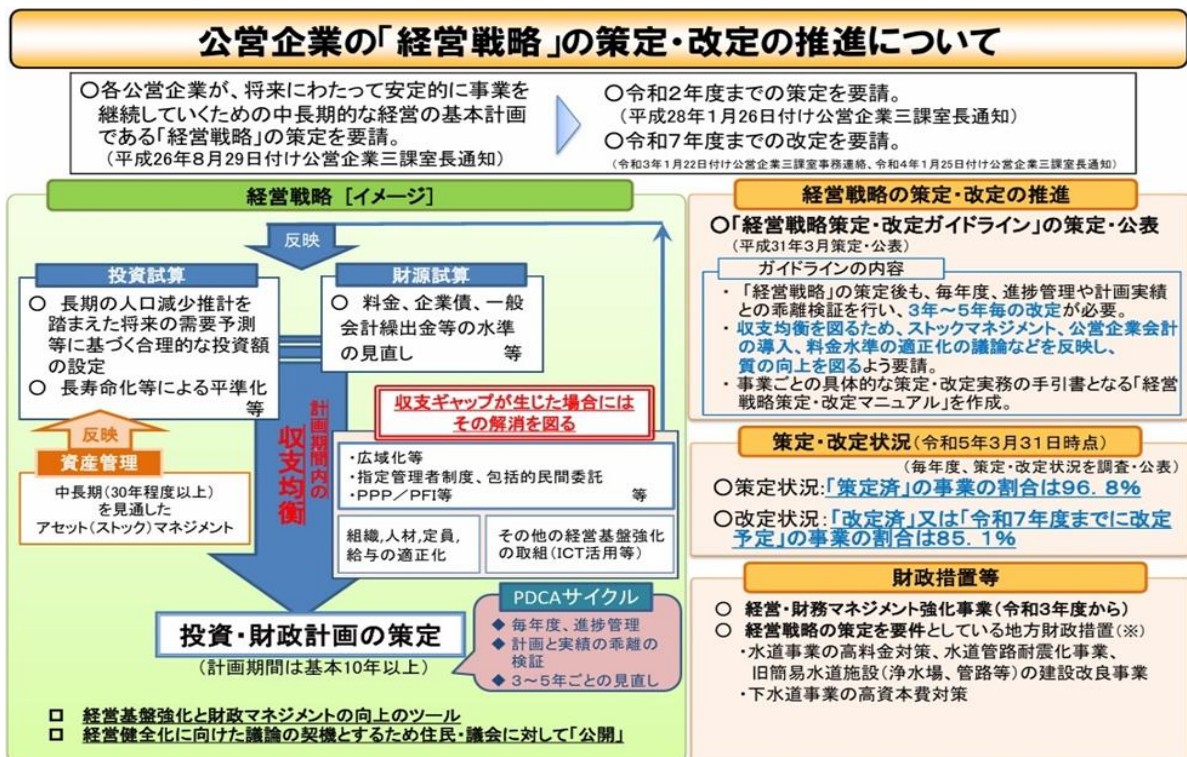 公営企業の「経営戦略」の策定・改定の推進について
〇各公営企業が、将来にわたって安定的に事業を
継続していくための中長期的な経営の基本計画
である「経営戦略」の策定を要請。
(平成26年8月29日付け公営企業三課室長通知)
〇令和2年度までの策定を要請。
(平成28年1月26日付け公営企業三課室長通知)
〇令和7年度までの改定を要請。
(令和3年1月22日付け公営企業三課室事務連絡、令和4年1月25日付け公営企業三課室長通知)
経営戦略 [イメージ]
反映
投資試算
〇 長期の人口減少推計を
踏まえた将来の需要予測
等に基づく合理的な投資額
の設定
〇 長寿命化等による平準化
等
財源試算
〇 料金、企業債、一般
会計繰出金等の水準
の見直し 等
反映
資産管理
中長期(30年程度以上)
を見通した
アセット(ストック)マネジメント
計画期間内の
収支均衡
収支ギャップが生じた場合には
その解消を図る
・広域化等
・指定管理者制度、包括的民間委託
・PPP/PFI等 等
組織,人材,定員,
給与の適正化
その他の経営基盤強化
の取組(ICT活用等)
投資・財政計画の策定
(計画期間は基本10年以上)
PDCAサイクル
◆ 毎年度、進捗管理
◆ 計画と実績の乖離の
検証
◆ 3~5年ごとの見直し
□ 経営基盤強化と財政マネジメントの向上のツール
□ 経営健全化に向けた議論の契機とするため住民・議会に対して「公開」
経営戦略の策定・改定の推進
〇「経営戦略策定・改定ガイドライン」の策定・公表
(平成31年3月策定・公表)
ガイドラインの内容
・ 「経営戦略」の策定後も、毎年度、進捗管理や計画実績
との乖離検証を行い、3年~5年毎の改定が必要。
・ 収支均衡を図るため、ストックマネジメント、公営企業会計
の導入、料金水準の適正化の議論などを反映し、
質の向上を図るよう要請。
・ 事業ごとの具体的な策定・改定実務の手引書となる「経営
戦略策定・改定マニュアル」を作成。
策定・改定状況(令和5年3月31日時点)
(毎年度、策定・改定状況を調査・公表)
〇策定状況:「策定済」の事業の割合は96.8%
〇改定状況:「改定済」又は「令和7年度までに改定
予定」の事業の割合は85.1%
財政措置等
〇 経営・財務マネジメント強化事業(令和3年度から)
〇 経営戦略の策定を要件としている地方財政措置(※)
・水道事業の高料金対策、水道管路耐震化事業、
旧簡易水道施設(浄水場、管路等)の建設改良事業
・下水道事業の高資本費対策